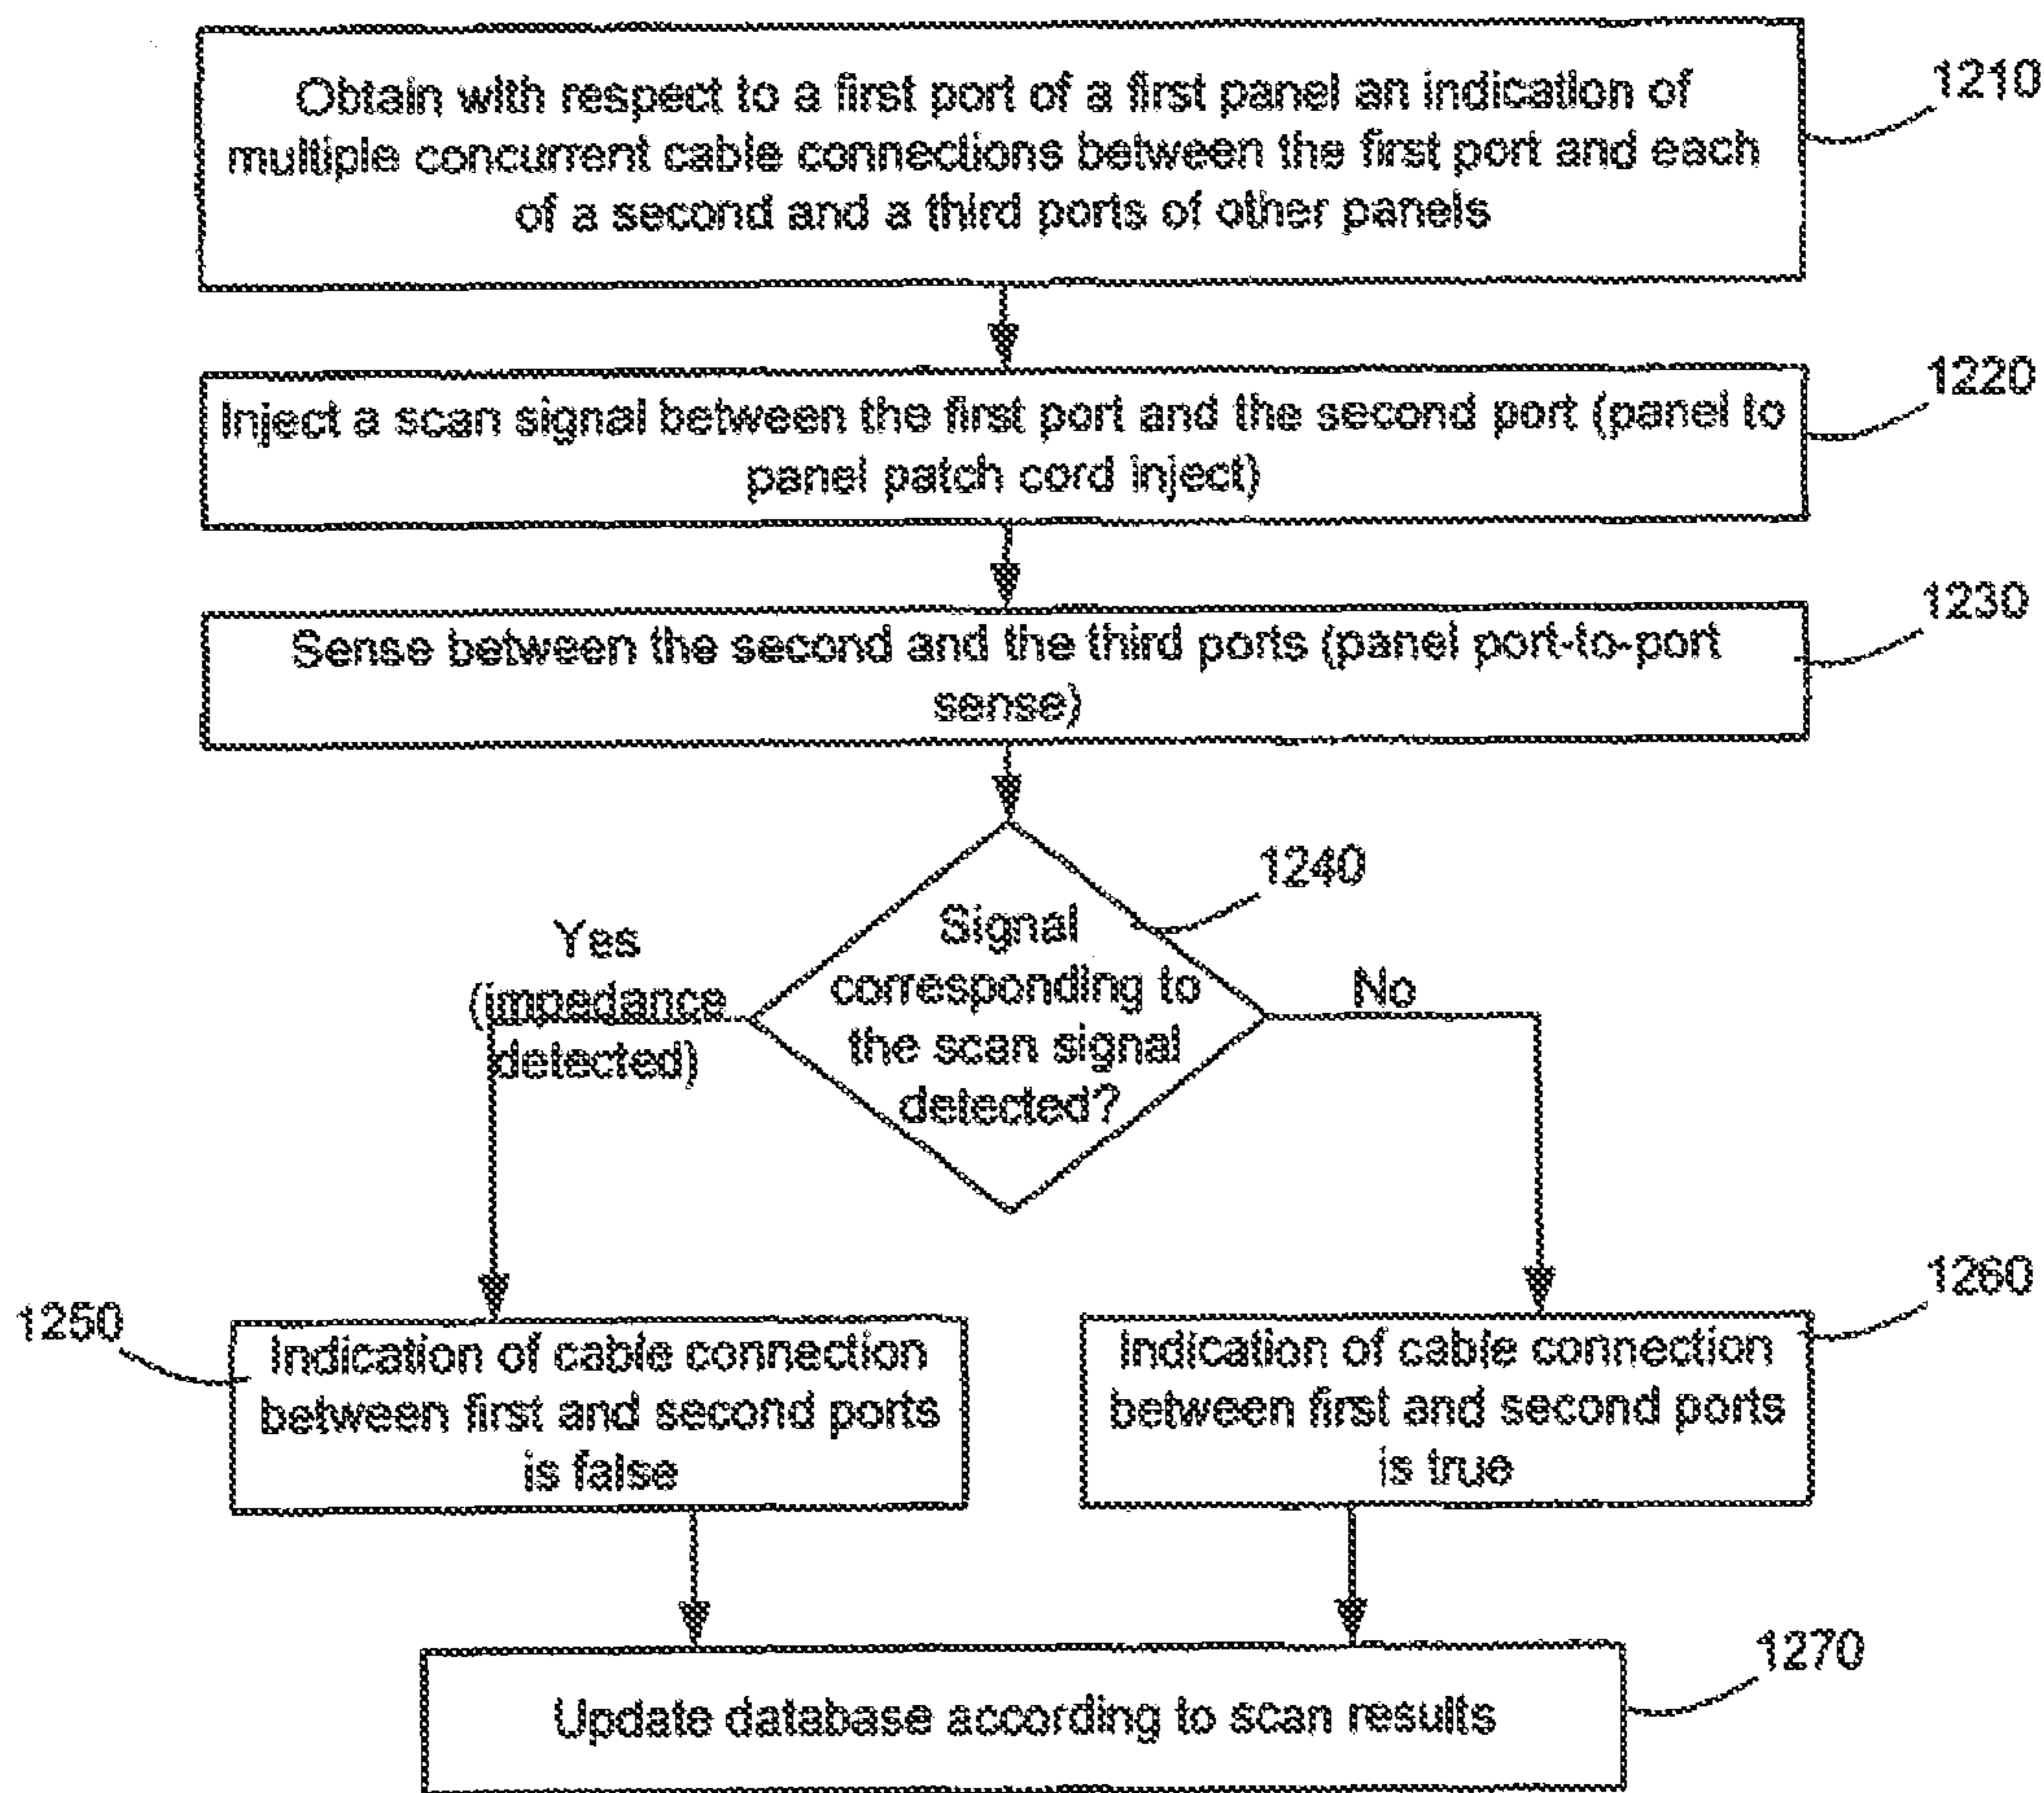 Obtain with respect to a first port of a first panel an indication of
multiple concurrent cable connections between the first port and each
of a second and a third ports of other panels
1210
Inject a scan signal between the first port and the second port (panel to
panel patch cord inject)
1220
Sense between the second and the third ports (panel port-to-port
sense)
1230
Signal
corresponding to
the scan signal
detected?
1240
Yes
(impedance
detected)
No
1250
Indication of cable connection
between first and second ports
is false
Indication of cable connection
between first and second ports
is true
1260
Update database according to scan results
1270